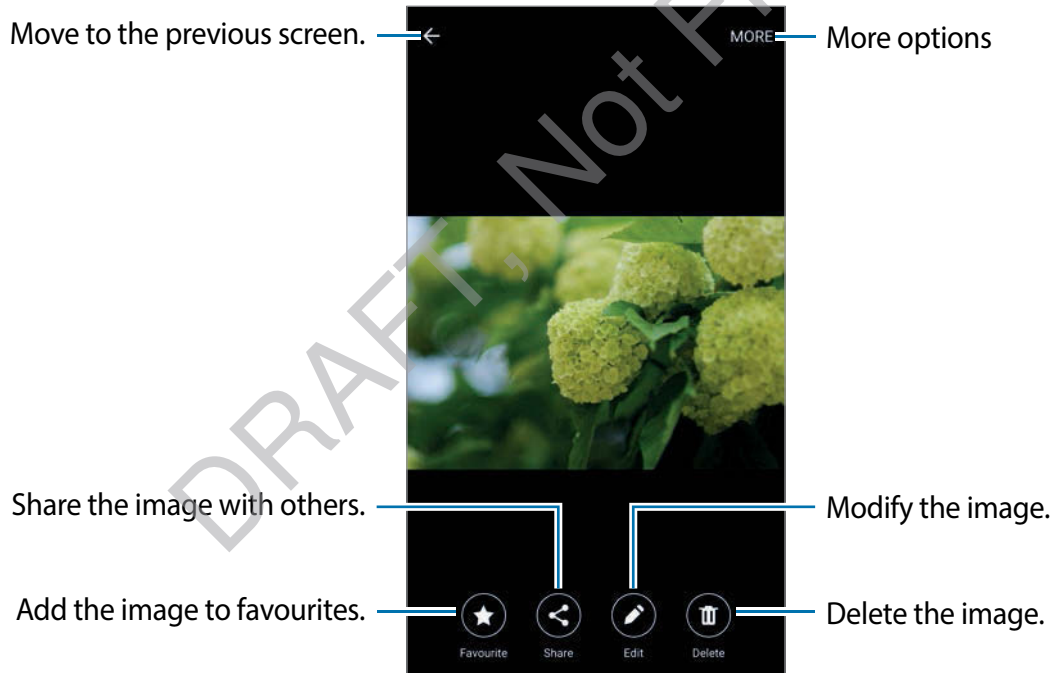 Move to the previous screen.
MORE
More options
DRAFT, Not
Share the image with others.
Modify the image.
Add the image to favourites.
Delete the image.
Favourite
Share
Edit
Delete